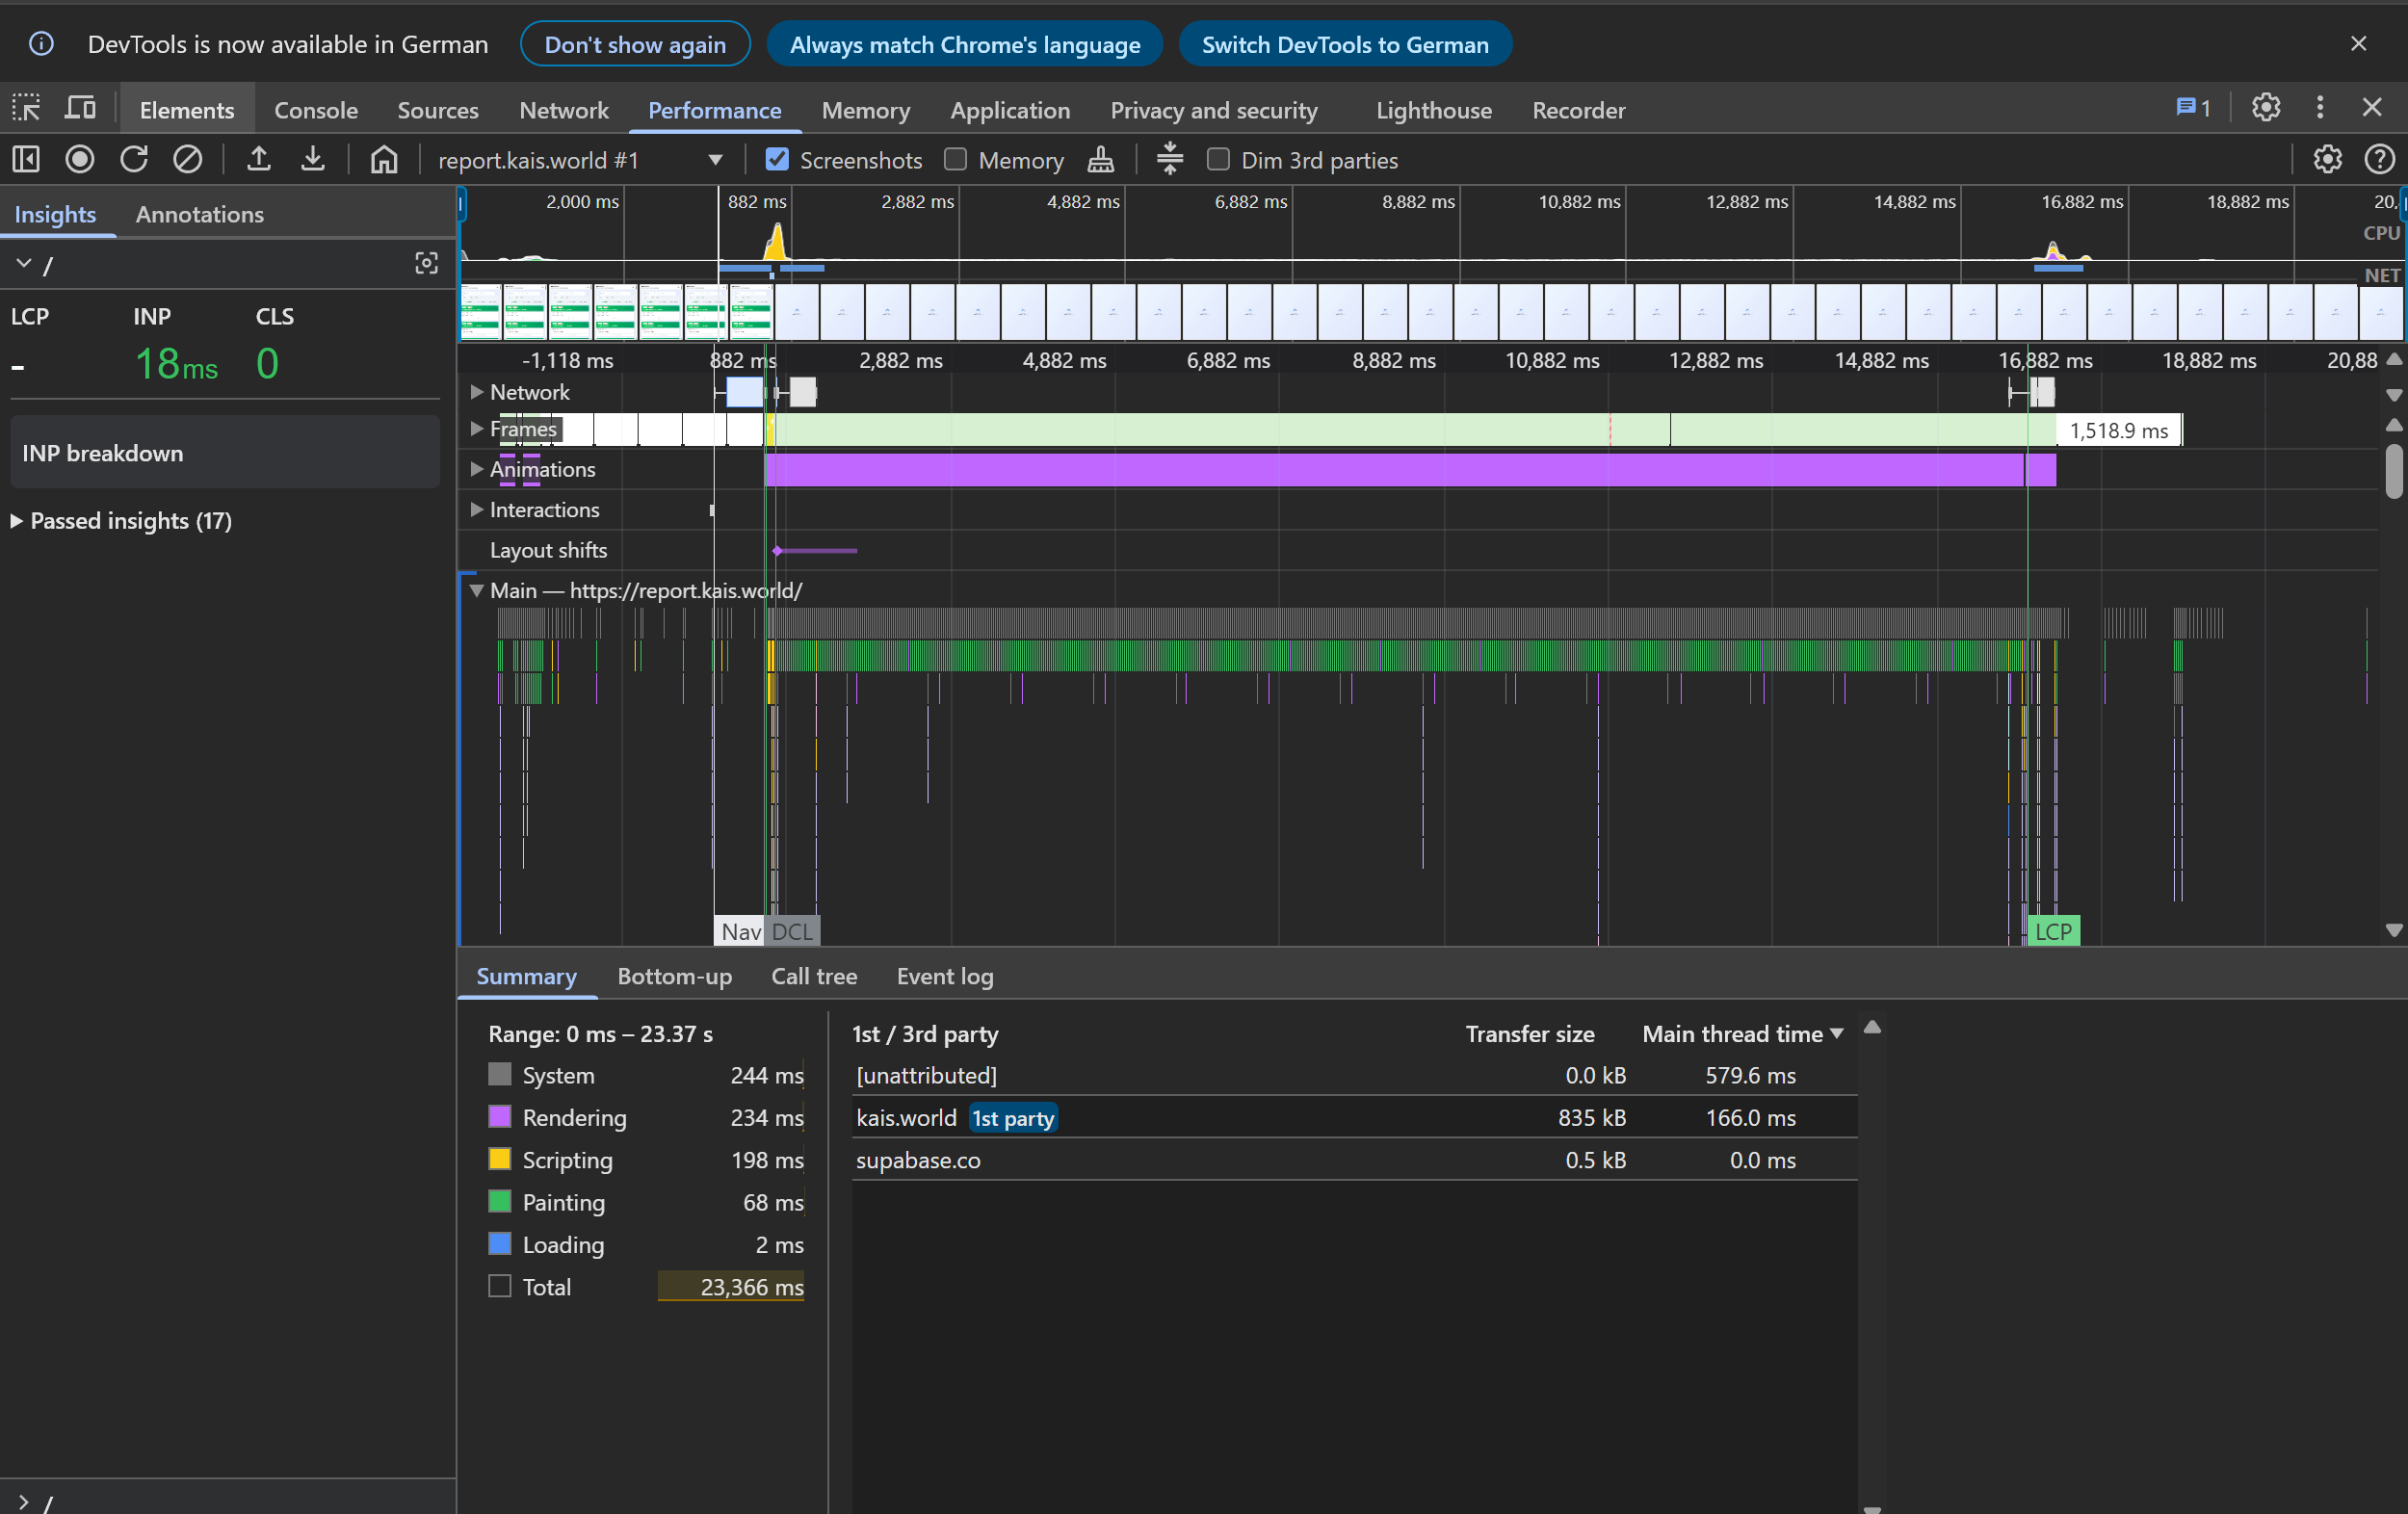 DevTools is now available in German Don't show again Always match Chrome's language Switch DevTools to German
Elements Console Sources Network Performance Memory Application Privacy and security Lighthouse Recorder 1
report.kais.world #1 Screenshots Memory Dim 3rd parties
Insights Annotations
/
LCP INP CLS
- 18ms 0
INP breakdown
Passed insights (17)
/
2,000 ms 882 ms 2,882 ms 4,882 ms 6,882 ms 8,882 ms 10,882 ms 12,882 ms 14,882 ms 16,882 ms 18,882 ms 20,
CPU
NET
-1,118 ms 882 ms 2,882 ms 4,882 ms 6,882 ms 8,882 ms 10,882 ms 12,882 ms 14,882 ms 16,882 ms 18,882 ms 20,88
Network
Frames 1,518.9 ms
Animations
Interactions
Layout shifts
Main — https://report.kais.world/
Nav DCL LCP
Summary Bottom-up Call tree Event log
Range: 0 ms – 23.37 s
System 244 ms
Rendering 234 ms
Scripting 198 ms
Painting 68 ms
Loading 2 ms
Total 23,366 ms
1st / 3rd party Transfer size Main thread time
[unattributed] 0.0 kB 579.6 ms
kais.world 1st party 835 kB 166.0 ms
supabase.co 0.5 kB 0.0 ms